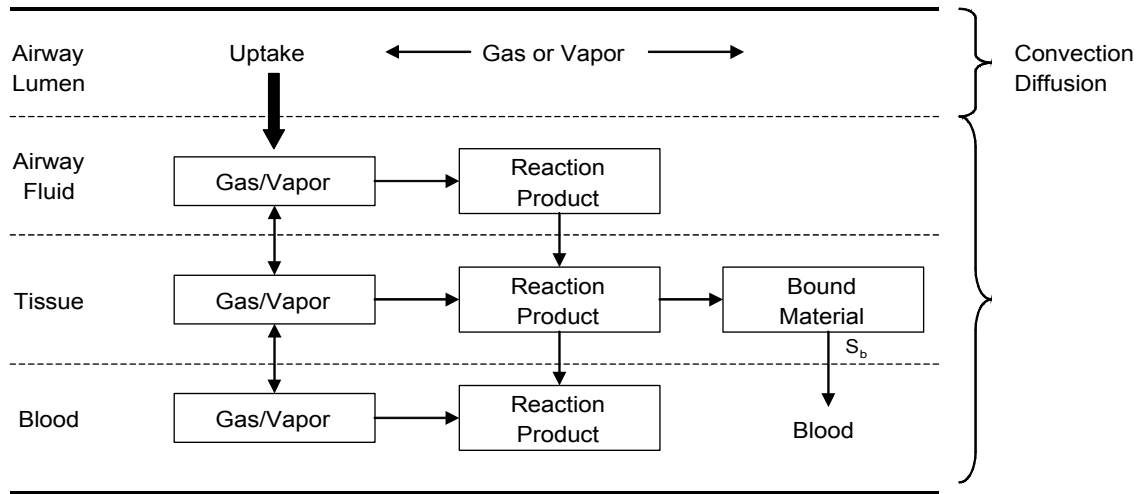 Airway
Lumen
Uptake
Gas or Vapor
Convection
Diffusion
Airway
Fluid
Gas/Vapor
Reaction
Product
Tissue
Gas/Vapor
Reaction
Product
Bound
Material
Sb
Blood
Gas/Vapor
Reaction
Product
Blood